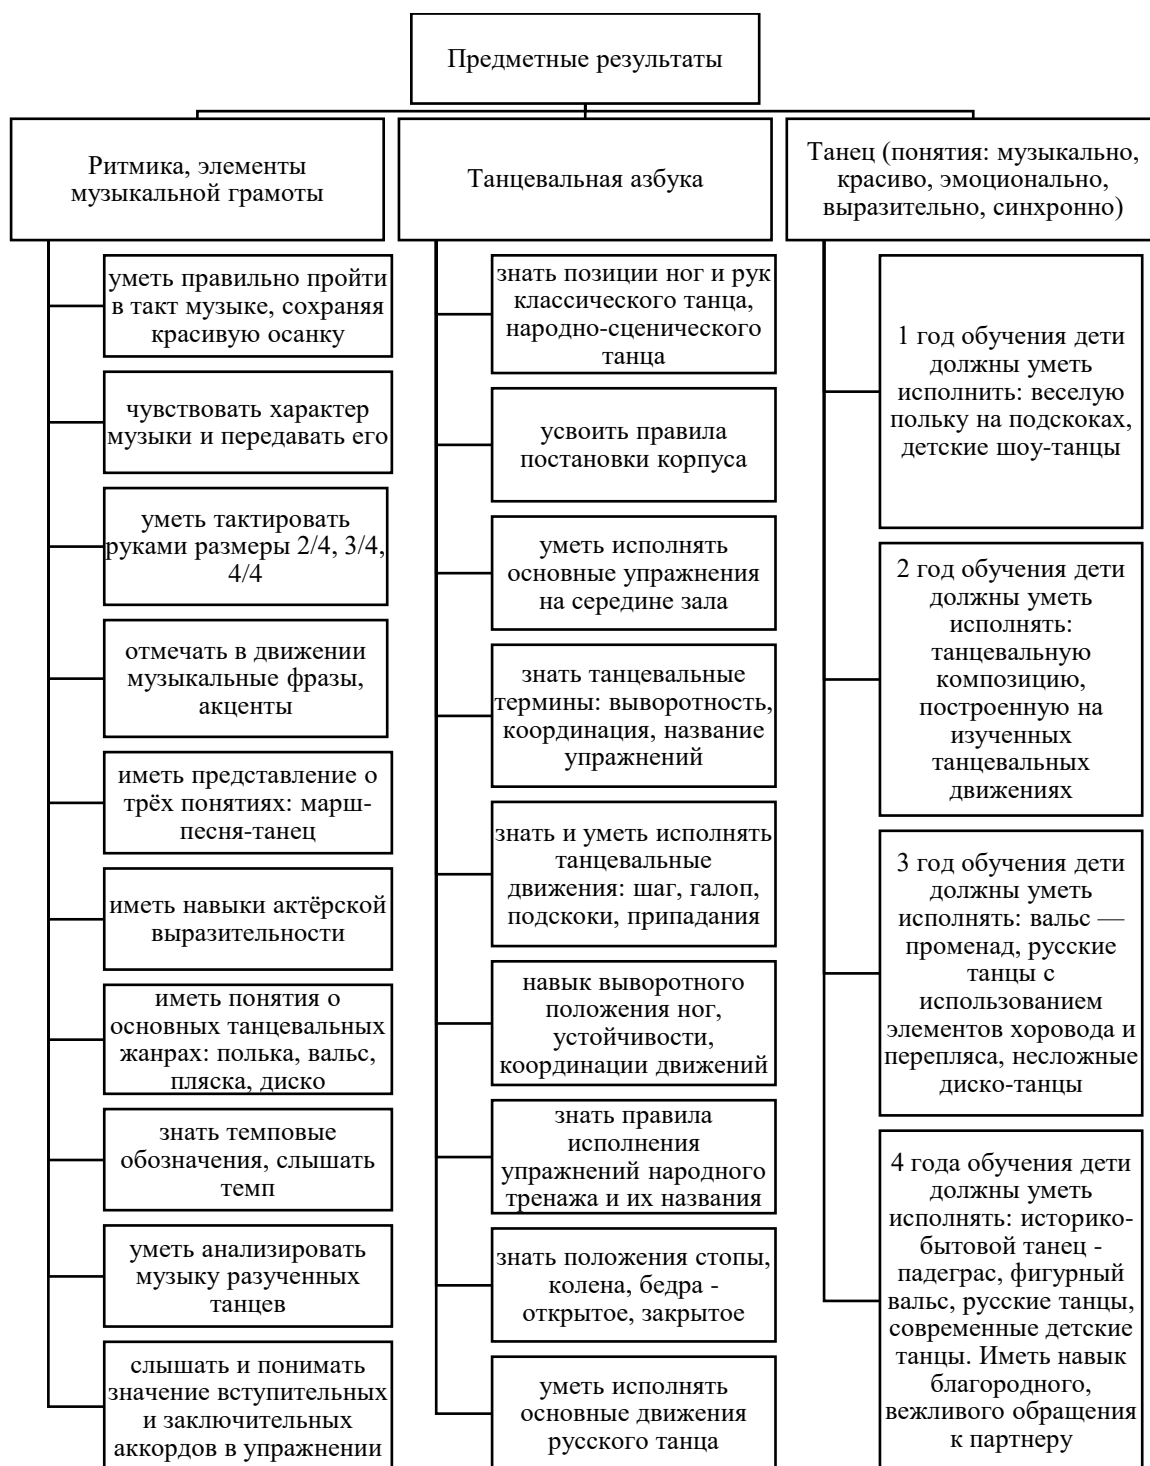 Предметные результаты
Ритмика, элементы
музыкальной грамоты
уметь правильно пройти
в такт музыке, сохраняя
красивую осанку
чувствовать характер
музыки и передавать его
уметь тактировать
руками размеры 2/4, 3/4,
4/4
отмечать в движении
музыкальные фразы,
акценты
иметь представление о
трёх понятиях: марш-
песня-танец
иметь навыки актёрской
выразительности
иметь понятия о
основных танцевальных
жанрах: полька, вальс,
пляска, диско
знать темповые
обозначения, слышать
темп
уметь анализировать
музыку разученных
танцев
слышать и понимать
значение вступительных
и заключительных
аккордов в упражнении
Танцевальная азбука
знать позиции ног и рук
классического танца,
народно-сценического
танца
усвоить правила
постановки корпуса
уметь исполнять
основные упражнения
на середине зала
знать танцевальные
термины: выворотность,
координация, название
упражнений
знать и уметь исполнять
танцевальные
движения: шаг, галоп,
подскоки, припадания
навык выворотного
положения ног,
устойчивости,
координации движений
знать правила
исполнения
упражнений народного
тренажа и их названия
знать положения стопы,
колена, бедра -
открытое, закрытое
уметь исполнять
основные движения
русского танца
Танец (понятия: музыкально,
красиво, эмоционально,
выразительно, синхронно)
1 год обучения дети
должны уметь
исполнить: веселую
польку на подскоках,
детские шоу-танцы
2 год обучения дети
должны уметь
исполнять:
танцевальную
композицию,
построенную на
изученных
танцевальных
движениях
3 год обучения дети
должны уметь
исполнять: вальс —
променад, русские
танцы с
использованием
элементов хоровода и
перепляса, несложные
диско-танцы
4 года обучения дети
должны уметь
исполнять: историко-
бытовой танец -
падеграс, фигурный
вальс, русские танцы,
современные детские
танцы. Иметь навык
благородного,
вежливого обращения
к партнеру